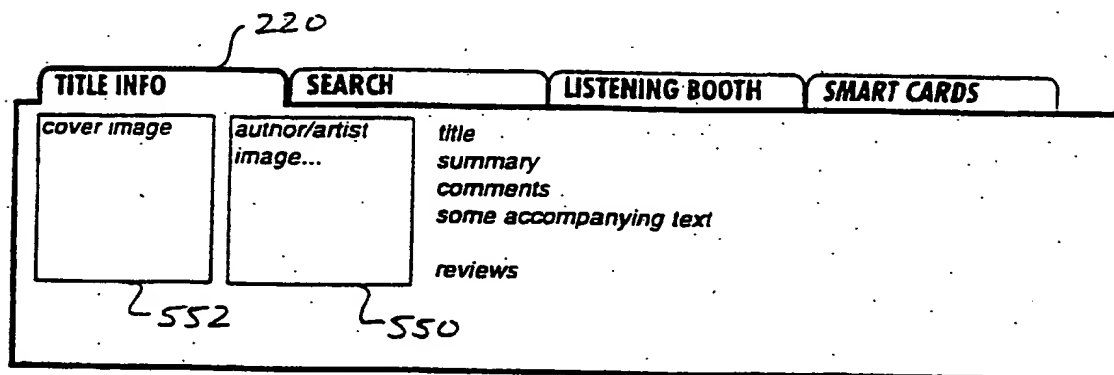 220
TITLE INFO SEARCH LISTENING BOOTH SMART CARDS
cover image
autnor/artist
image...
title
summary
comments
some accompanying text
reviews
552
550